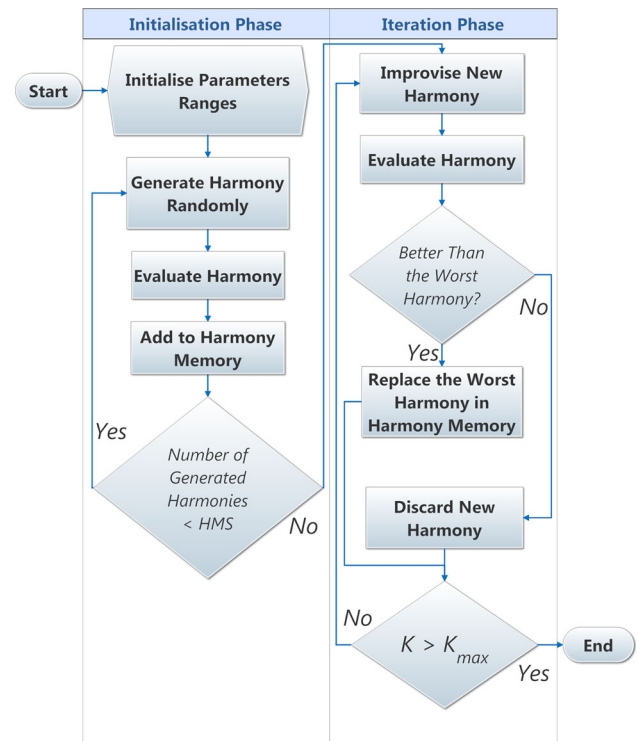 Initialisation Phase
Iteration Phase
Start
Initialise Parameters
Ranges
Generate Harmony
Randomly
Evaluate Harmony
Add to Harmony
Memory
Yes
Number of
Generated
Harmonies
< HMS
No
Improvise New
Harmony
Evaluate Harmony
Better Than
the Worst
Harmony?
No
Yes
Replace the Worst
Harmony in
Harmony Memory
Discard New
Harmony
No
K > Kmax
Yes
End